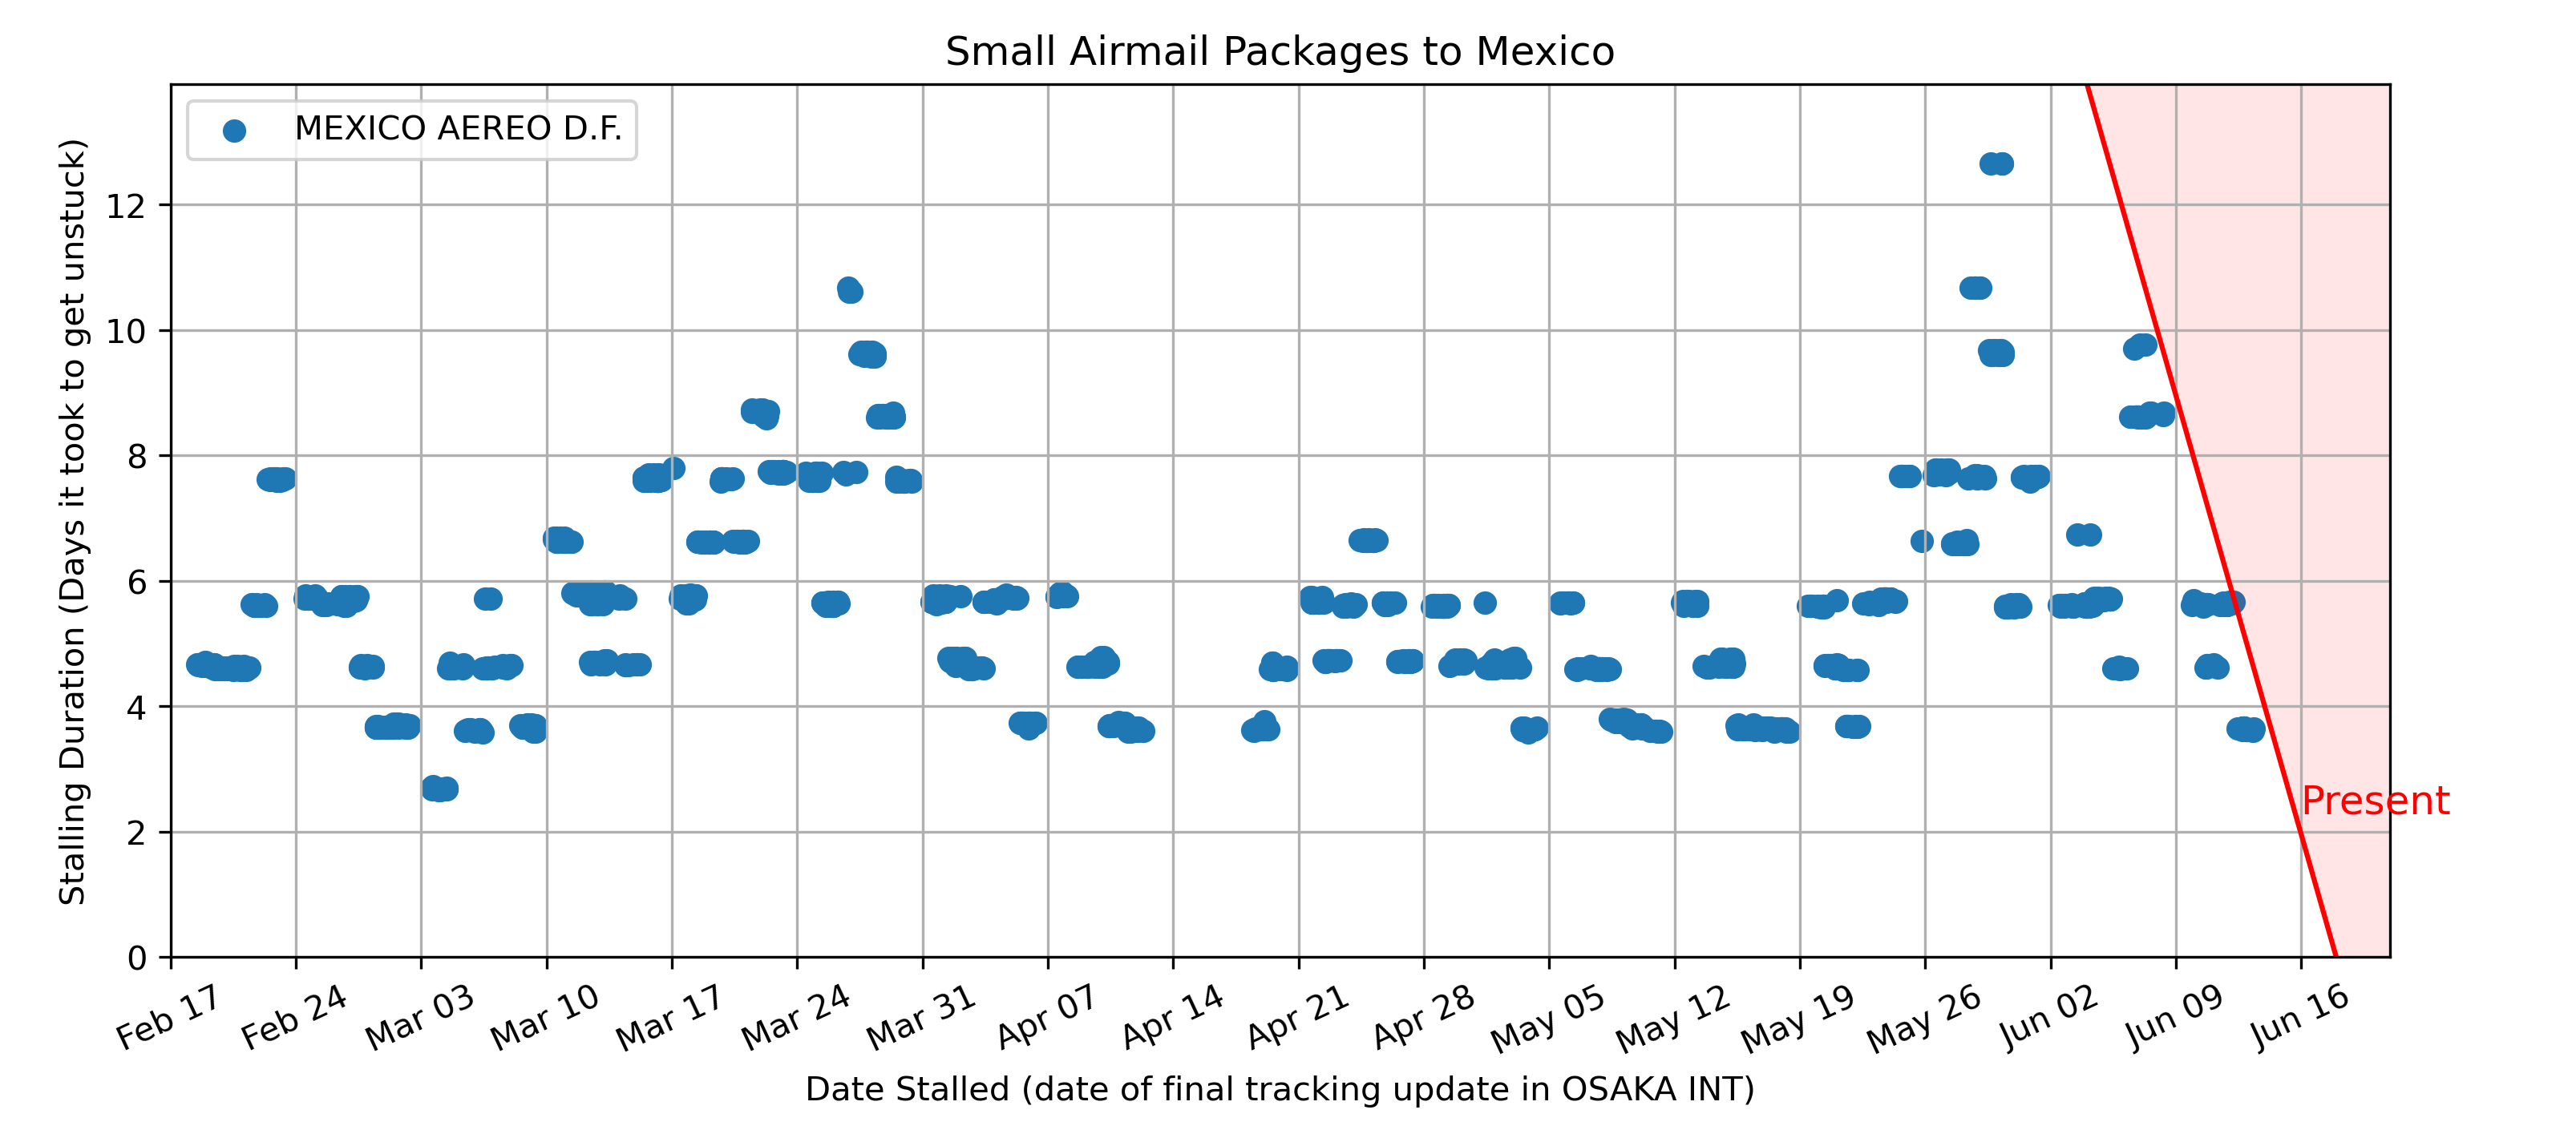 Small Airmail Packages to Mexico
MEXICO AEREO D.F.
Stalling Duration (Days it took to get unstuck)
12
10
8
6
4
2
0
Present
Feb 17
Feb 24
Mar 03
Mar 10
Mar 17
Mar 24
Mar 31
Apr 07
Apr 14
Apr 21
Apr 28
May 05
May 12
May 19
May 26
Jun 02
Jun 09
Jun 16
Date Stalled (date of final tracking update in OSAKA INT)